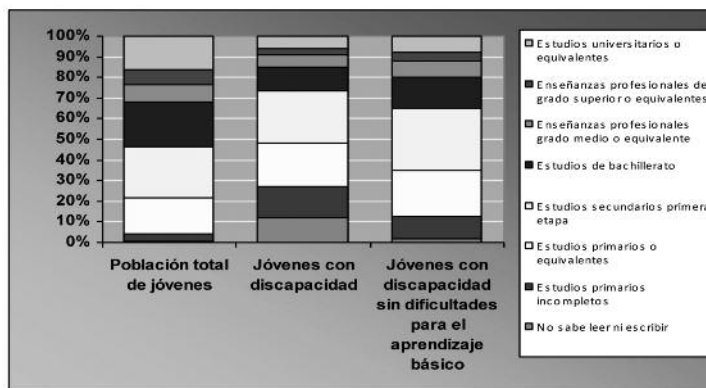 100%
90%
80%
70%
60%
50%
40%
30%
20%
10%
0%
Población total
de jóvenes
Jóvenes con
discapacidad
Jóvenes con
discapacidad
sin dificultades
para el
aprendizaje
básico
Estudios universitarios o
equivalentes
Enseñanzas profesionales de
grado superior o equivalentes
Enseñanzas profesionales
grado medio o equivalente
Estudios de bachillerato
Estudios secundarios primera
etapa
Estudios primarios o
equivalentes
Estudios primarios
incompletos
No sabe leer ni escribir